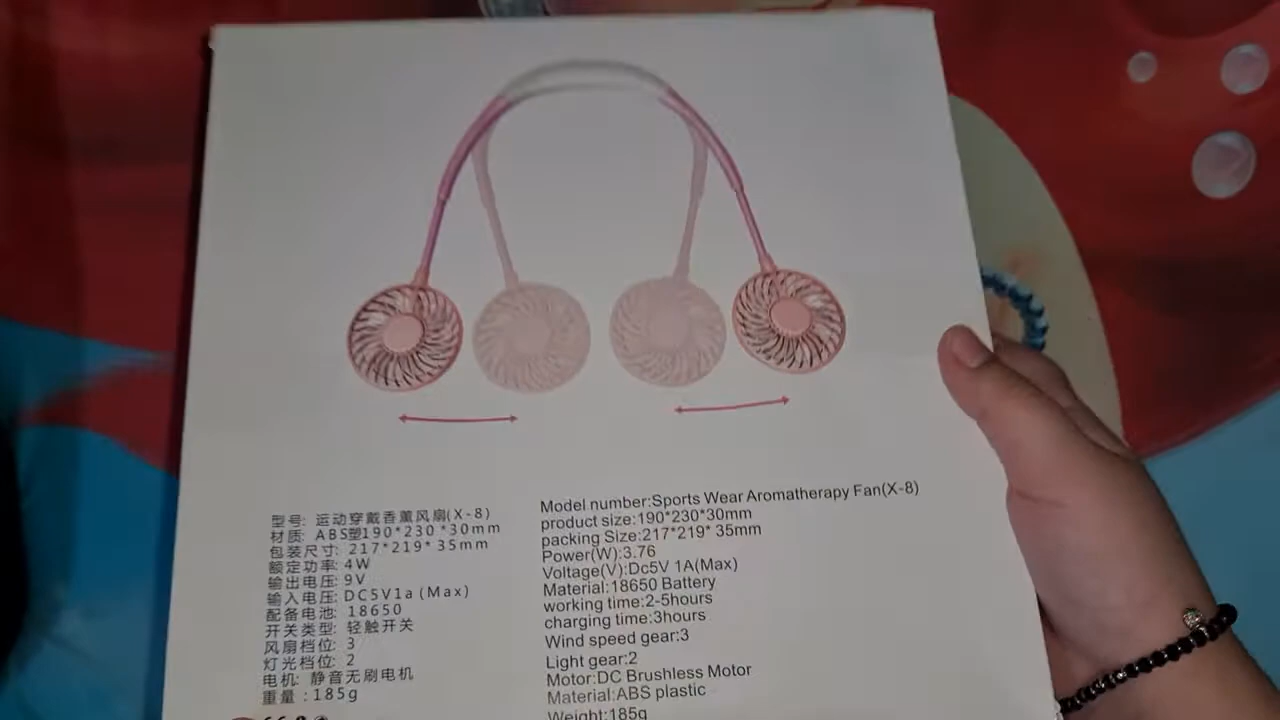 型号: 运动穿戴香薰风扇(X-8)
材质: ABS塑190*230*30mm
包装尺寸: 217*219* 35mm
额定功率: 4W
输出电压: 9V
输入电压: DC5V1a (Max)
配备电池: 18650
开关类型: 轻触开关
风扇档位: 3
灯光档位: 2
电机: 静音无刷电机
重量 : 185g
Model number:Sports Wear Aromatherapy Fan(X-8)
product size:190*230*30mm
packing Size:217*219* 35mm
Power(W):3.76
Voltage(V):Dc5V 1A(Max)
Material:18650 Battery
working time:2-5hours
charging time:3hours
Wind speed gear:3
Light gear:2
Motor:DC Brushless Motor
Material:ABS plastic
Weight:185g